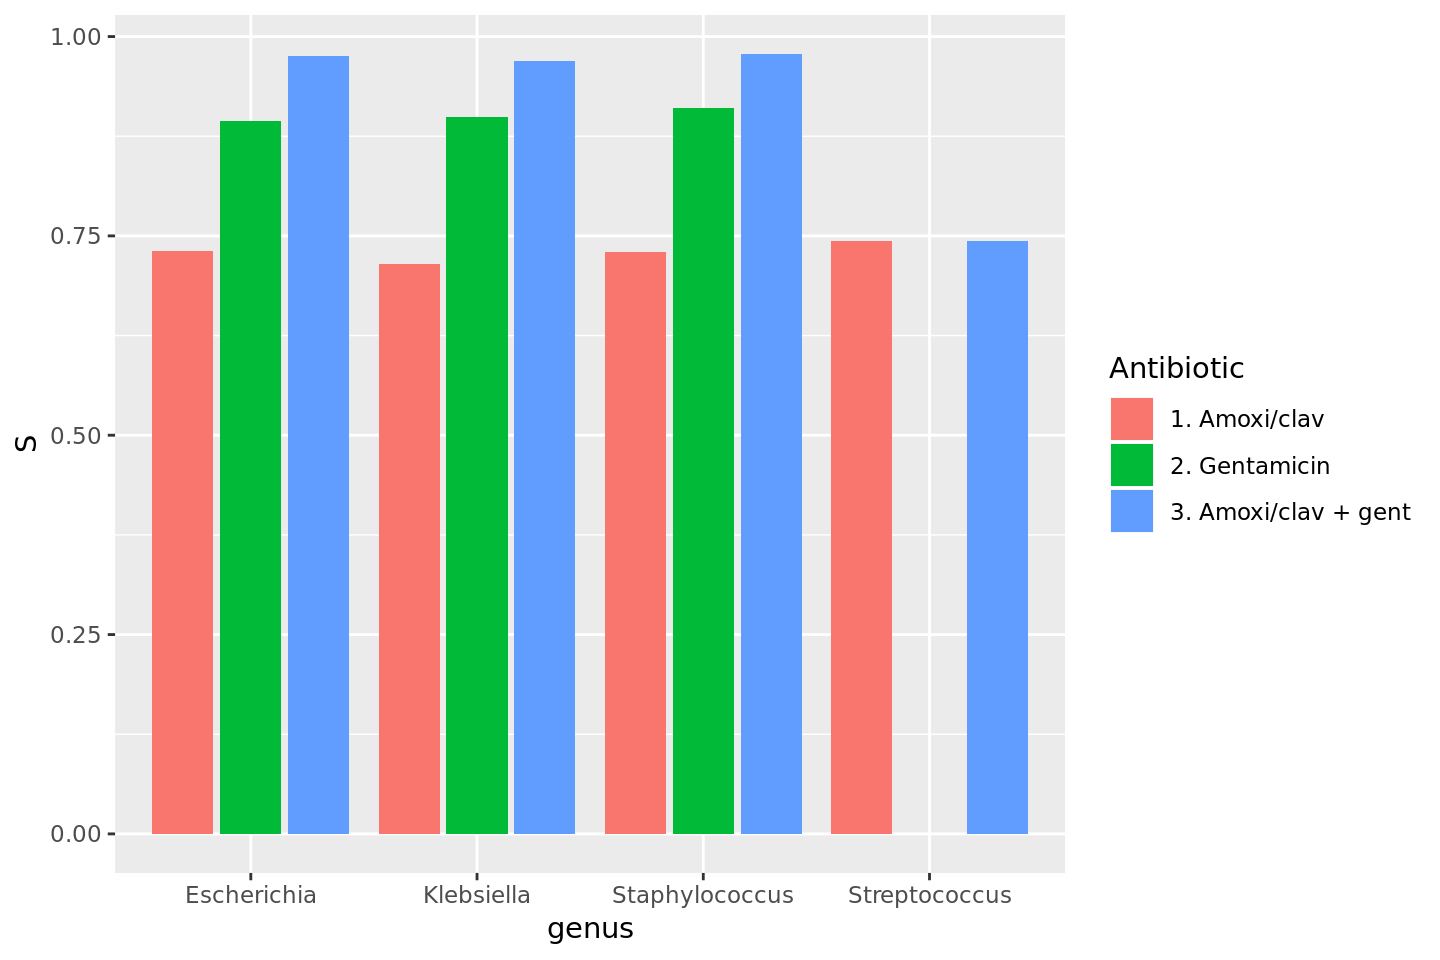 1.00
0.75
0.50
0.25
0.00
S
Escherichia
Klebsiella
Staphylococcus
Streptococcus
genus
Antibiotic
1. Amoxi/clav
2. Gentamicin
3. Amoxi/clav + gent